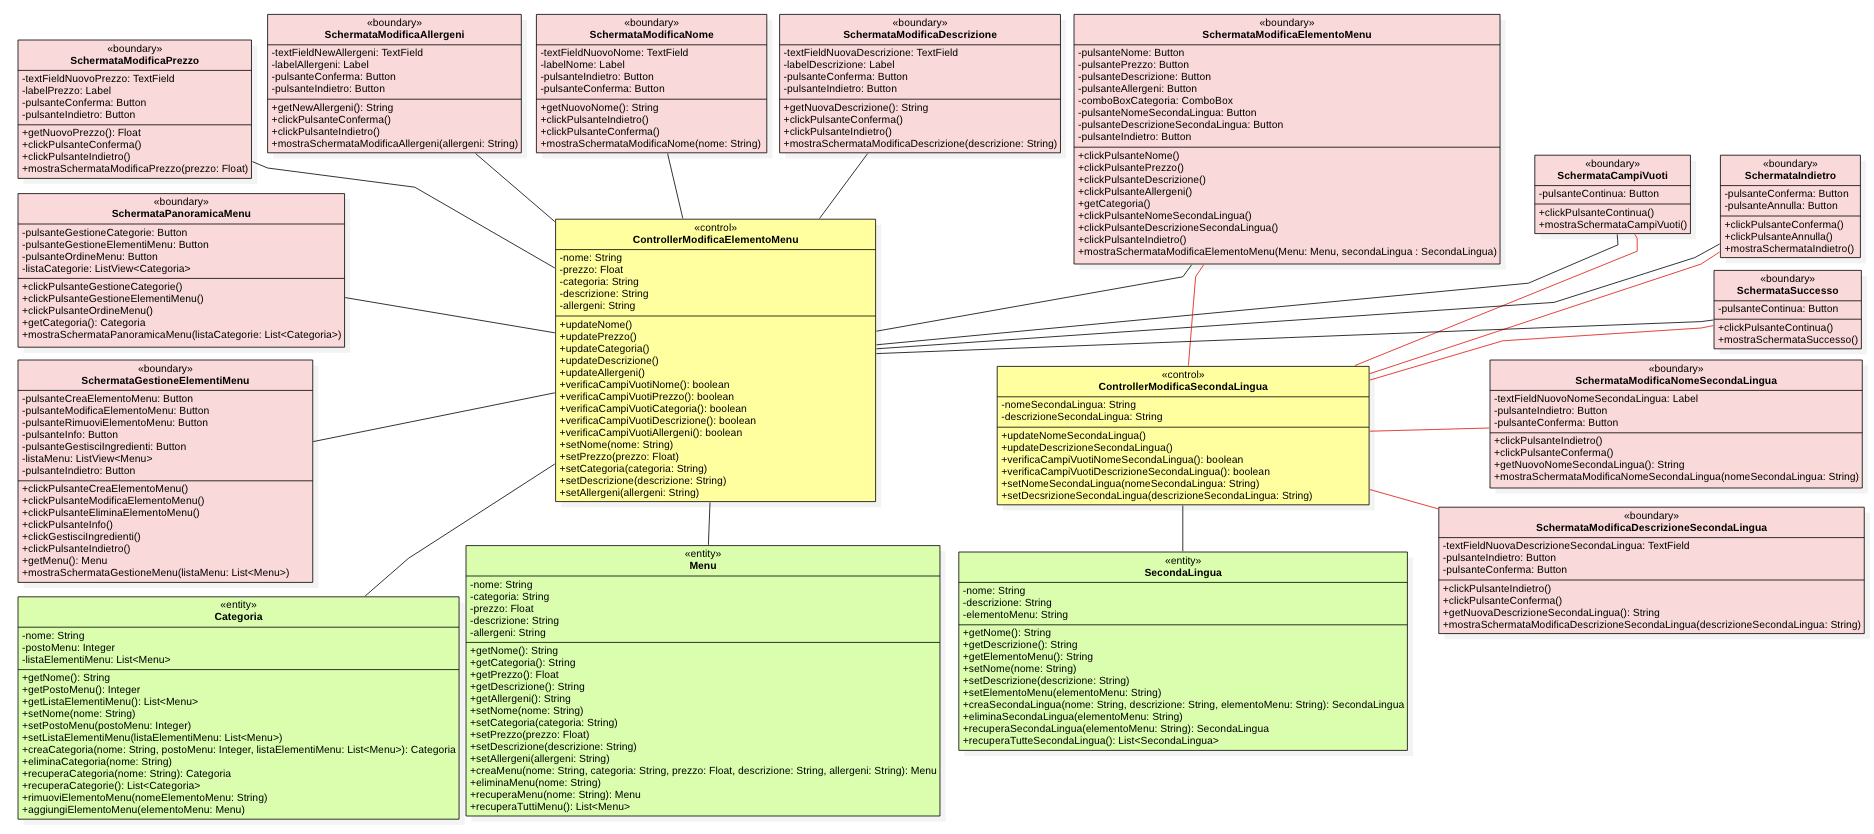 «boundary»
SchermataModificaPrezzo
-textFieldNuovoPrezzo: TextField
-labelPrezzo: Label
-pulsanteConferma: Button
-pulsanteIndietro: Button
+getNuovoPrezzo(): Float
+clickPulsanteConferma()
+clickPulsanteIndietro()
+mostraSchermataModificaPrezzo(prezzo: Float)
«boundary»
SchermataModificaAllergeni
-textFieldNewAllergeni: TextField
-labelAllergeni: Label
-pulsanteConferma: Button
-pulsanteIndietro: Button
+getNewAllergeni(): String
+clickPulsanteConferma()
+clickPulsanteIndietro()
+mostraSchermataModificaAllergeni(allergeni: String)
«boundary»
SchermataModificaNome
-textFieldNuovoNome: TextField
-labelNome: Label
-pulsanteIndietro: Button
-pulsanteConferma: Button
+getNuovoNome(): String
+clickPulsanteIndietro()
+clickPulsanteConferma()
+mostraSchermataModificaNome(nome: String)
«boundary»
SchermataModificaDescrizione
-textFieldNuovaDescrizione: TextField
-labelDescrizione: Label
-pulsanteConferma: Button
-pulsanteIndietro: Button
+getNuovaDescrizione(): String
+clickPulsanteConferma()
+clickPulsanteIndietro()
+mostraSchermataModificaDescrizione(descrizione: String)
«boundary»
SchermataModificaElementoMenu
-pulsanteNome: Button
-pulsantePrezzo: Button
-pulsanteDescrizione: Button
-pulsanteAllergeni: Button
-comboBoxCategoria: ComboBox
-pulsanteNomeSecondaLingua: Button
-pulsanteDescrizioneSecondaLingua: Button
-pulsanteIndietro: Button
+clickPulsanteNome()
+clickPulsantePrezzo()
+clickPulsanteDescrizione()
+clickPulsanteAllergeni()
+getCategoria()
+clickPulsanteNomeSecondaLingua()
+clickPulsanteDescrizioneSecondaLingua()
+clickPulsanteIndietro()
+mostraSchermataModificaElementoMenu(Menu: Menu, secondaLingua : SecondaLingua)
«boundary»
SchermataCampiVuoti
-pulsanteContinua: Button
+clickPulsanteContinua()
+mostraSchermataCampiVuoti()
«boundary»
SchermataIndietro
-pulsanteConferma: Button
-pulsanteAnnulla: Button
+clickPulsanteConferma()
+clickPulsanteAnnulla()
+mostraSchermataIndietro()
«boundary»
SchermataSuccesso
-pulsanteContinua: Button
+clickPulsanteContinua()
+mostraSchermataSuccesso()
«boundary»
SchermataPanoramicaMenu
-pulsanteGestioneCategorie: Button
-pulsanteGestioneElementiMenu: Button
-pulsanteOrdineMenu: Button
-listaCategorie: ListView<Categoria>
+clickPulsanteGestioneCategorie()
+clickPulsanteGestioneElementiMenu()
+clickPulsanteOrdineMenu()
+getCategoria(): Categoria
+mostraSchermataPanoramicaMenu(listaCategorie: List<Categoria>)
«control»
ControllerModificaElementoMenu
-nome: String
-prezzo: Float
-categoria: String
-descrizione: String
-allergeni: String
+updateNome()
+updatePrezzo()
+updateCategoria()
+updateDescrizione()
+updateAllergeni()
+verificaCampiVuotiNome(): boolean
+verificaCampiVuotiPrezzo(): boolean
+verificaCampiVuotiCategoria(): boolean
+verificaCampiVuotiDescrizione(): boolean
+verificaCampiVuotiAllergeni(): boolean
+setNome(nome: String)
+setPrezzo(prezzo: Float)
+setCategoria(categoria: String)
+setDescrizione(descrizione: String)
+setAllergeni(allergeni: String)
«boundary»
SchermataGestioneElementiMenu
-pulsanteCreaElementoMenu: Button
-pulsanteModificaElementoMenu: Button
-pulsanteRimuoviElementoMenu: Button
-pulsanteInfo: Button
-pulsanteGestisciIngredienti: Button
-listaMenu: ListView<Menu>
-pulsanteIndietro: Button
+clickPulsanteCreaElementoMenu()
+clickPulsanteModificaElementoMenu()
+clickPulsanteEliminaElementoMenu()
+clickPulsanteInfo()
+clickGestisciIngredienti()
+clickPulsanteIndietro()
+getMenu(): Menu
+mostraSchermataGestioneMenu(listaMenu: List<Menu>)
«control»
ControllerModificaSecondaLingua
-nomeSecondaLingua: String
-descrizioneSecondaLingua: String
+updateNomeSecondaLingua()
+updateDescrizioneSecondaLingua()
+verificaCampiVuotiNomeSecondaLingua(): boolean
+verificaCampiVuotiDescrizioneSecondaLingua(): boolean
+setNomeSecondaLingua(nomeSecondaLingua: String)
+setDecsrizioneSecondaLingua(descrizioneSecondaLingua: String)
«boundary»
SchermataModificaNomeSecondaLingua
-textFieldNuovoNomeSecondaLingua: Label
-pulsanteIndietro: Button
-pulsanteConferma: Button
+clickPulsanteIndietro()
+clickPulsanteConferma()
+getNuovoNomeSecondaLingua(): String
+mostraSchermataModificaNomeSecondaLingua(nomeSecondaLingua: String)
«boundary»
SchermataModificaDescrizioneSecondaLingua
-textFieldNuovaDescrizioneSecondaLingua: TextField
-pulsanteIndietro: Button
-pulsanteConferma: Button
+clickPulsanteIndietro()
+clickPulsanteConferma()
+getNuovaDescrizioneSecondaLingua(): String
+mostraSchermataModificaDescrizioneSecondaLingua(descrizioneSecondaLingua: String)
«entity»
Categoria
-nome: String
-postoMenu: Integer
-listaElementiMenu: List<Menu>
+getNome(): String
+getPostoMenu(): Integer
+getListaElementiMenu(): List<Menu>
+setNome(nome: String)
+setPostoMenu(postoMenu: Integer)
+setListaElementiMenu(listaElementiMenu: List<Menu>)
+creaCategoria(nome: String, postoMenu: Integer, listaElementiMenu: List<Menu>): Categoria
+eliminaCategoria(nome: String)
+recuperaCategoria(nome: String): Categoria
+recuperaCategorie(): List<Categoria>
+rimuoviElementoMenu(nomeElementoMenu: String)
+aggiungiElementoMenu(elementoMenu: Menu)
«entity»
Menu
-nome: String
-categoria: String
-prezzo: Float
-descrizione: String
-allergeni: String
+getNome(): String
+getCategoria(): String
+getPrezzo(): Float
+getDescrizione(): String
+getAllergeni(): String
+setNome(nome: String)
+setCategoria(categoria: String)
+setPrezzo(prezzo: Float)
+setDescrizione(descrizione: String)
+setAllergeni(allergeni: String)
+creaMenu(nome: String, categoria: String, prezzo: Float, descrizione: String, allergeni: String): Menu
+eliminaMenu(nome: String)
+recuperaMenu(nome: String): Menu
+recuperaTuttiMenu(): List<Menu>
«entity»
SecondaLingua
-nome: String
-descrizione: String
-elementoMenu: String
+getNome(): String
+getDescrizione(): String
+getElementoMenu(): String
+setNome(nome: String)
+setDescrizione(descrizione: String)
+setElementoMenu(elementoMenu: String)
+creaSecondaLingua(nome: String, descrizione: String, elementoMenu: String): SecondaLingua
+eliminaSecondaLingua(elementoMenu: String)
+recuperaSecondaLingua(elementoMenu: String): SecondaLingua
+recuperaTutteSecondaLingua(): List<SecondaLingua>